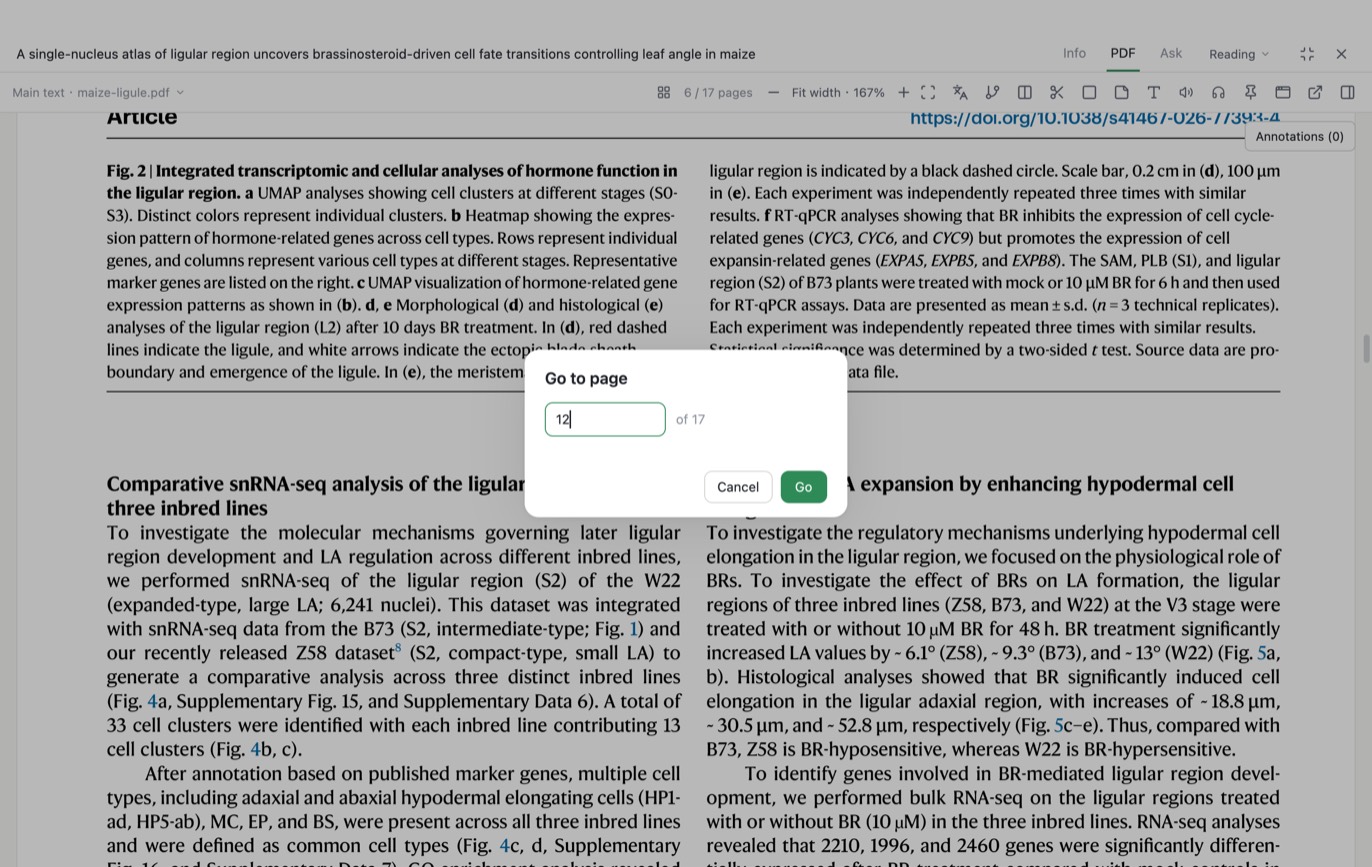 A single-nucleus atlas of ligular region uncovers brassinosteroid-driven cell fate transitions controlling leaf angle in maize
Info
PDF
Ask
Reading
Main text · maize-ligule.pdf
6 / 17 pages
Fit width · 167%
Annotations (0)
Article
https://doi.org/10.1038/s41467-026-77393-4
Fig. 2 | Integrated transcriptomic and cellular analyses of hormone function in
the ligular region. a UMAP analyses showing cell clusters at different stages (S0-
S3). Distinct colors represent individual clusters. b Heatmap showing the expres-
sion pattern of hormone-related genes across cell types. Rows represent individual
genes, and columns represent various cell types at different stages. Representative
marker genes are listed on the right. c UMAP visualization of hormone-related gene
expression patterns as shown in (b). d, e Morphological (d) and histological (e)
analyses of the ligular region (L2) after 10 days BR treatment. In (d), red dashed
lines indicate the ligule, and white arrows indicate the ectopic blade sheath
boundary and emergence of the ligule. In (e), the meristem
ligular region is indicated by a black dashed circle. Scale bar, 0.2 cm in (d), 100 μm
in (e). Each experiment was independently repeated three times with similar
results. f RT-qPCR analyses showing that BR inhibits the expression of cell cycle-
related genes (CYC3, CYC6, and CYC9) but promotes the expression of cell
expansin-related genes (EXPA5, EXPB5, and EXPB8). The SAM, PLB (S1), and ligular
region (S2) of B73 plants were treated with mock or 10 μM BR for 6 h and then used
for RT-qPCR assays. Data are presented as mean ± s.d. (n = 3 technical replicates).
Each experiment was independently repeated three times with similar results.
Statistical significance was determined by a two-sided t test. Source data are pro-
ata file.
Go to page
12
of 17
Cancel
Go
Comparative snRNA-seq analysis of the ligular
three inbred lines
To investigate the molecular mechanisms governing later ligular
region development and LA regulation across different inbred lines,
we performed snRNA-seq of the ligular region (S2) of the W22
(expanded-type, large LA; 6,241 nuclei). This dataset was integrated
with snRNA-seq data from the B73 (S2, intermediate-type; Fig. 1) and
our recently released Z58 dataset8 (S2, compact-type, small LA) to
generate a comparative analysis across three distinct inbred lines
(Fig. 4a, Supplementary Fig. 15, and Supplementary Data 6). A total of
33 cell clusters were identified with each inbred line contributing 13
cell clusters (Fig. 4b, c).
After annotation based on published marker genes, multiple cell
types, including adaxial and abaxial hypodermal elongating cells (HP1-
ad, HP5-ab), MC, EP, and BS, were present across all three inbred lines
and were defined as common cell types (Fig. 4c, d, Supplementary
A expansion by enhancing hypodermal cell
To investigate the regulatory mechanisms underlying hypodermal cell
elongation in the ligular region, we focused on the physiological role of
BRs. To investigate the effect of BRs on LA formation, the ligular
regions of three inbred lines (Z58, B73, and W22) at the V3 stage were
treated with or without 10 μM BR for 48 h. BR treatment significantly
increased LA values by ~ 6.1° (Z58), ~ 9.3° (B73), and ~ 13° (W22) (Fig. 5a,
b). Histological analyses showed that BR significantly induced cell
elongation in the ligular adaxial region, with increases of ~ 18.8 μm,
~ 30.5 μm, and ~ 52.8 μm, respectively (Fig. 5c–e). Thus, compared with
B73, Z58 is BR-hyposensitive, whereas W22 is BR-hypersensitive.
To identify genes involved in BR-mediated ligular region devel-
opment, we performed bulk RNA-seq on the ligular regions treated
with or without BR (10 μM) in the three inbred lines. RNA-seq analyses
revealed that 2210, 1996, and 2460 genes were significantly differen-